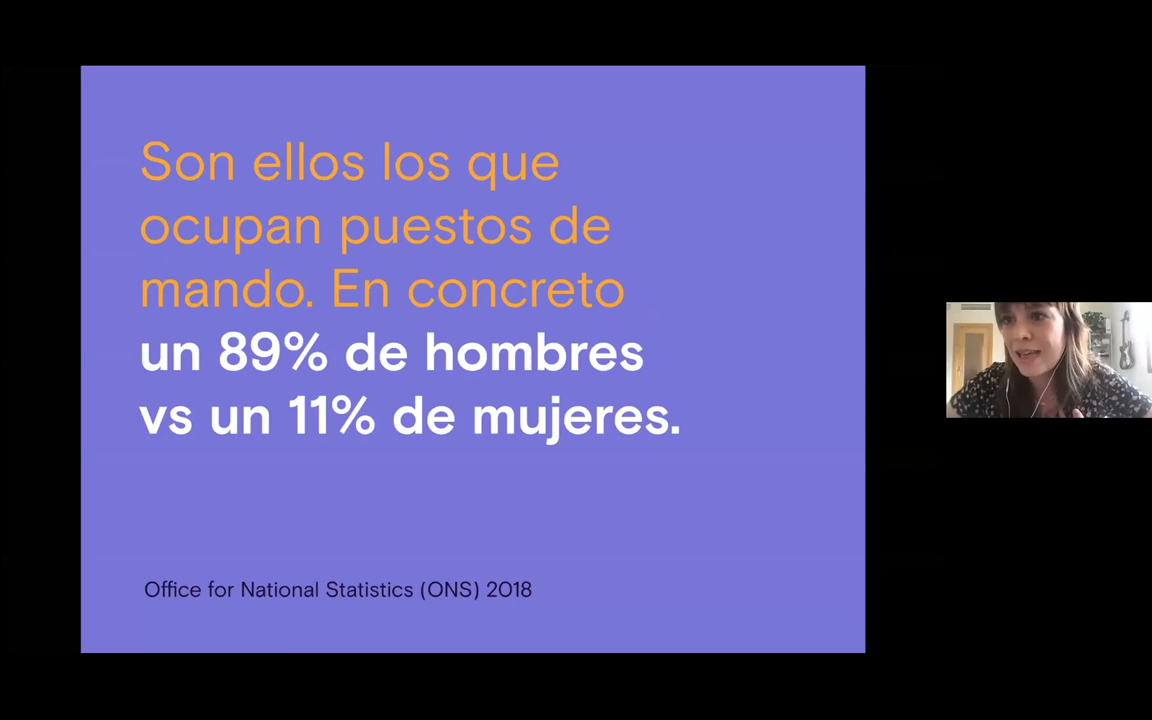 Son ellos los que
ocupan puestos de
mando. En concreto
un 89% de hombres
vs un 11% de mujeres.
Office for National Statistics (ONS) 2018